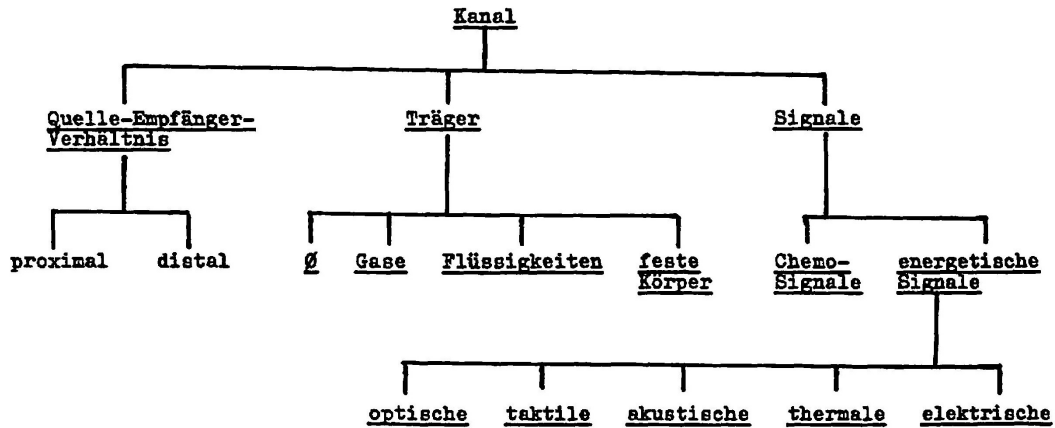 Kanal
Quelle-Empfänger-
Verhältnis
Träger
Signale
proximal
distal
Ø
Gase
Flüssigkeiten
feste
Körper
Chemo-
Signale
energetische
Signale
optische
taktile
akustische
thermale
elektrische